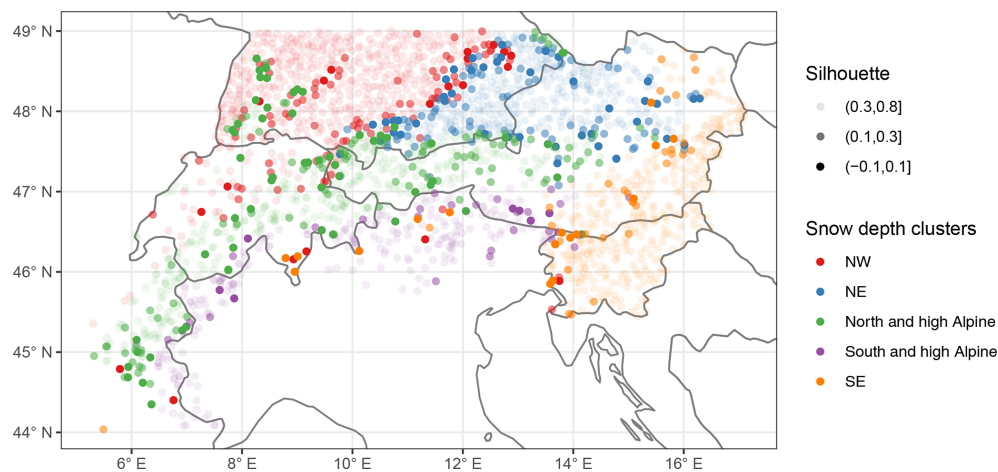 49° N
48° N
47° N
46° N
45° N
44° N
6° E
8° E
10° E
12° E
14° E
16° E
Silhouette
(0.3,0.8]
(0.1,0.3]
(−0.1,0.1]
Snow depth clusters
NW
NE
North and high Alpine
South and high Alpine
SE